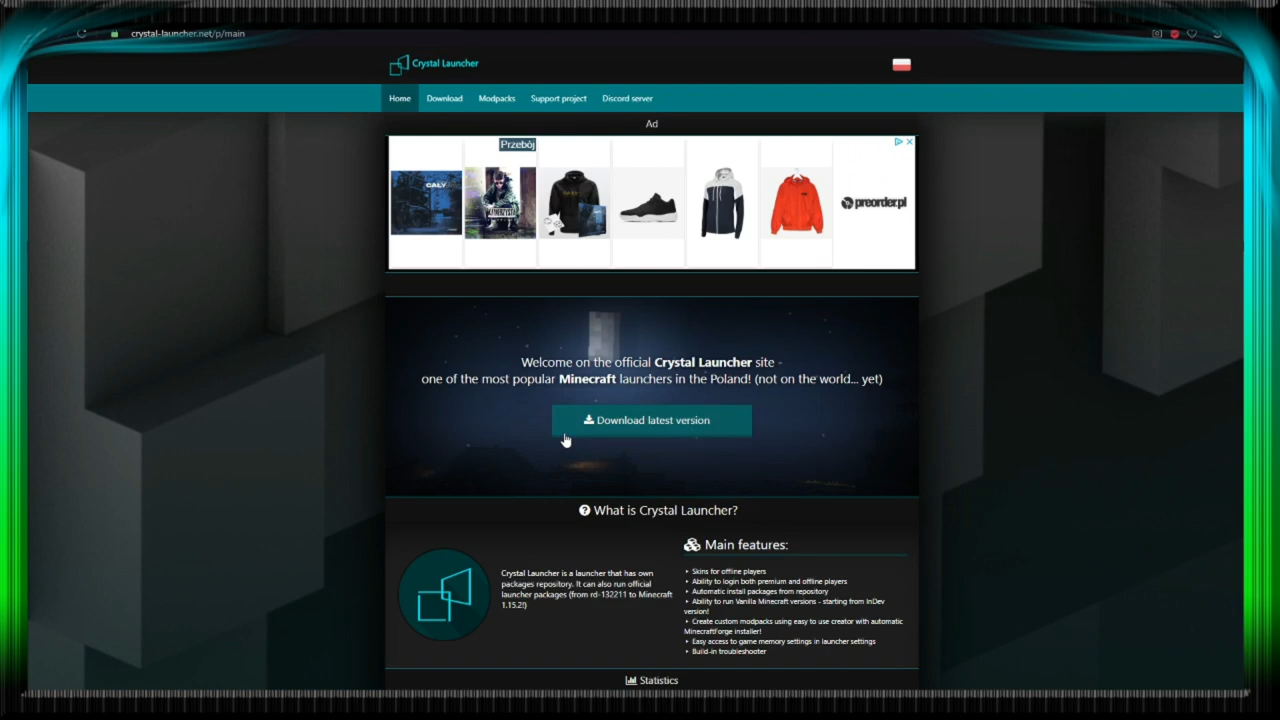 crystal-launcher.net/p/main
Crystal Launcher
Home Download Modpacks Support project Discord server
Ad
Przebój
CAŁY
preorder.pl
Welcome on the official Crystal Launcher site -
one of the most popular Minecraft launchers in the Poland! (not on the world... yet)
Download latest version
What is Crystal Launcher?
Main features:
Crystal Launcher is a launcher that has own
packages repository. It can also run official
launcher packages (from rd-132211 to Minecraft
1.15.2!)
‣ Skins for offline players
‣ Ability to login both premium and offline players
‣ Automatic install packages from repository
‣ Ability to run Vanilla Minecraft versions - starting from InDev
version!
‣ Create custom modpacks using easy to use creator with automatic
MinecraftForge installer!
‣ Easy access to game memory settings in launcher settings
‣ Build-in troubleshooter
Statistics